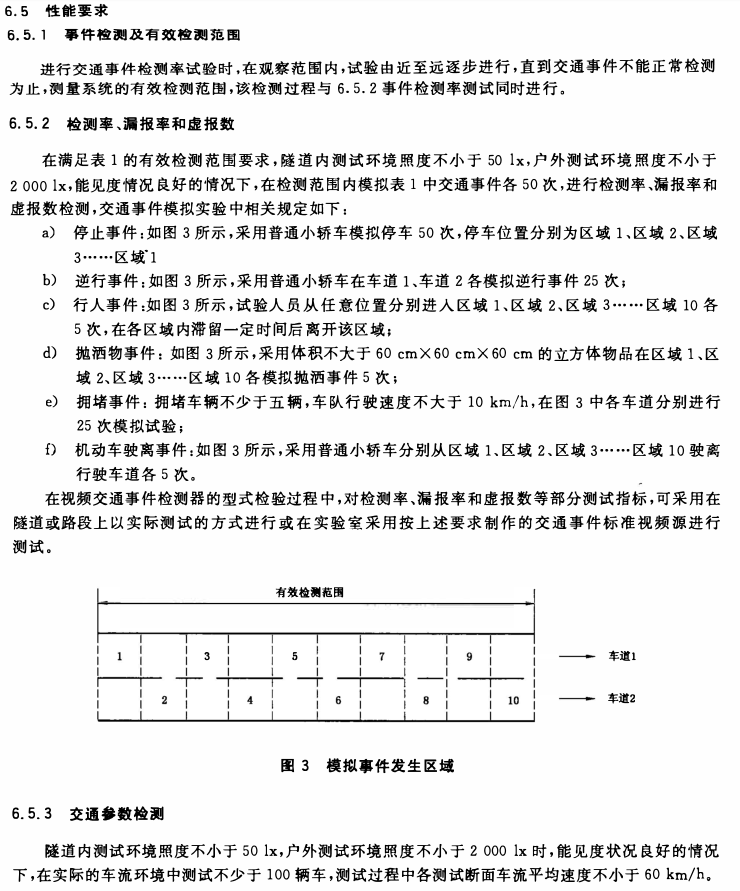 6.5 性能要求
6.5.1 事件检测及有效检测范围
进行交通事件检测率试验时,在观察范围内,试验由近至远逐步进行,直到交通事件不能正常检测
为止,测量系统的有效检测范围,该检测过程与 6.5.2 事件检测率测试同时进行。
6.5.2 检测率、漏报率和虚报数
在满足表 1 的有效检测范围要求,隧道内测试环境照度不小于 50 lx,户外测试环境照度不小于
2 000 lx,能见度情况良好的情况下,在检测范围内模拟表 1 中交通事件各 50 次,进行检测率、漏报率和
虚报数检测,交通事件模拟实验中相关规定如下:
a) 停止事件:如图 3 所示,采用普通小轿车模拟停车 50 次,停车位置分别为区域 1、区域 2、区域
3……区域 1
b) 逆行事件:如图 3 所示,采用普通小轿车在车道 1、车道 2 各模拟逆行事件 25 次;
c) 行人事件:如图 3 所示,试验人员从任意位置分别进入区域 1、区域 2、区域 3……区域 10 各
5 次,在各区域内滞留一定时间后离开该区域;
d) 抛洒物事件:如图 3 所示,采用体积不大于 60 cm×60 cm×60 cm 的立方体物品在区域 1、区
域 2、区域 3……区域 10 各模拟抛洒事件 5 次;
e) 拥堵事件:拥堵车辆不少于五辆,车队行驶速度不大于 10 km/h,在图 3 中各车道分别进行
25 次模拟试验;
f) 机动车驶离事件:如图 3 所示,采用普通小轿车分别从区域 1、区域 2、区域 3……区域 10 驶离
行驶车道各 5 次。
在视频交通事件检测器的型式检验过程中,对检测率、漏报率和虚报数等部分测试指标,可采用在
隧道或路段上以实际测试的方式进行或在实验室采用按上述要求制作的交通事件标准视频源进行
测试。
有效检测范围
1 3 5 7 9 车道1
2 4 6 8 10 车道2
图 3 模拟事件发生区域
6.5.3 交通参数检测
隧道内测试环境照度不小于 50 lx,户外测试环境照度不小于 2 000 lx 时,能见度状况良好的情况
下,在实际的车流环境中测试不少于 100 辆车,测试过程中各测试断面车流平均速度不小于 60 km/h。